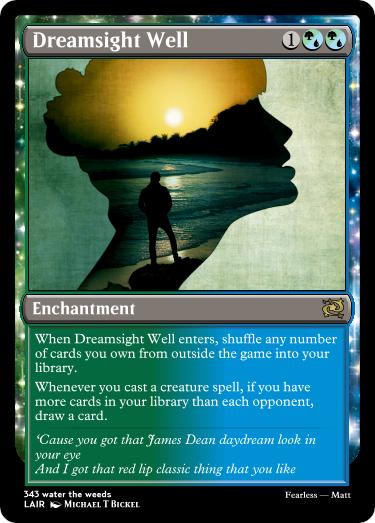 Dreamsight Well 1
Enchantment
When Dreamsight Well enters, shuffle any number
of cards you own from outside the game into your
library.
Whenever you cast a creature spell, if you have
more cards in your library than each opponent,
draw a card.
‘Cause you got that James Dean daydream look in
your eye
And I got that red lip classic thing that you like
343 water the weeds
Fearless — Matt
LAIR Michael T Bickel